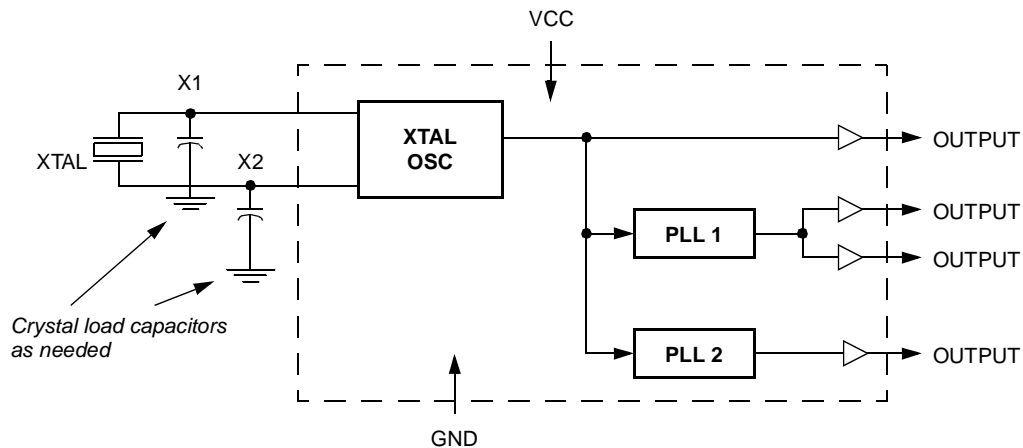 VCC
X1
XTAL
OSC
OUTPUT
X2
XTAL
OUTPUT
PLL 1
OUTPUT
Crystal load capacitors
as needed
PLL 2
OUTPUT
GND